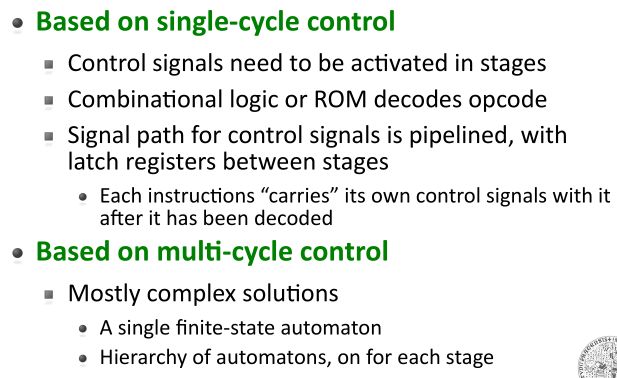 Based on single-cycle control
Control signals need to be activated in stages
Combinational logic or ROM decodes opcode
Signal path for control signals is pipelined, with
latch registers between stages
Each instructions “carries” its own control signals with it
after it has been decoded
Based on multi-cycle control
Mostly complex solutions
A single finite-state automaton
Hierarchy of automatons, on for each stage